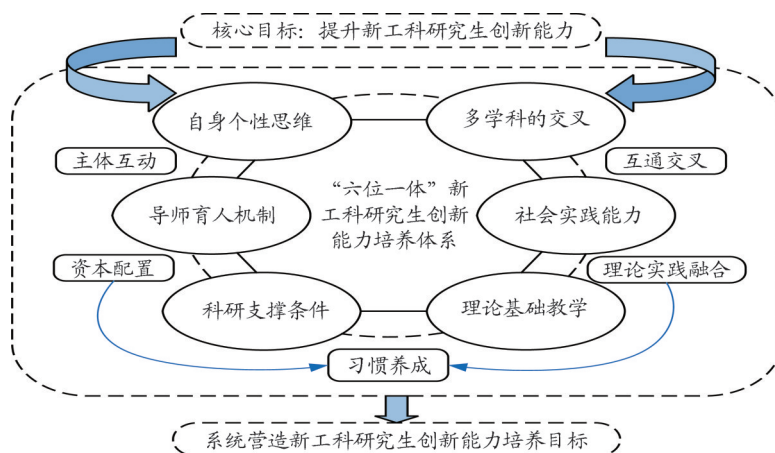 核心目标：提升新工科研究生创新能力
自身个性思维
多学科的交叉
主体互动
互通交叉
“六位一体”新
工科研究生创新
能力培养体系
导师育人机制
社会实践能力
资本配置
理论实践融合
科研支撑条件
理论基础教学
习惯养成
系统营造新工科研究生创新能力培养目标